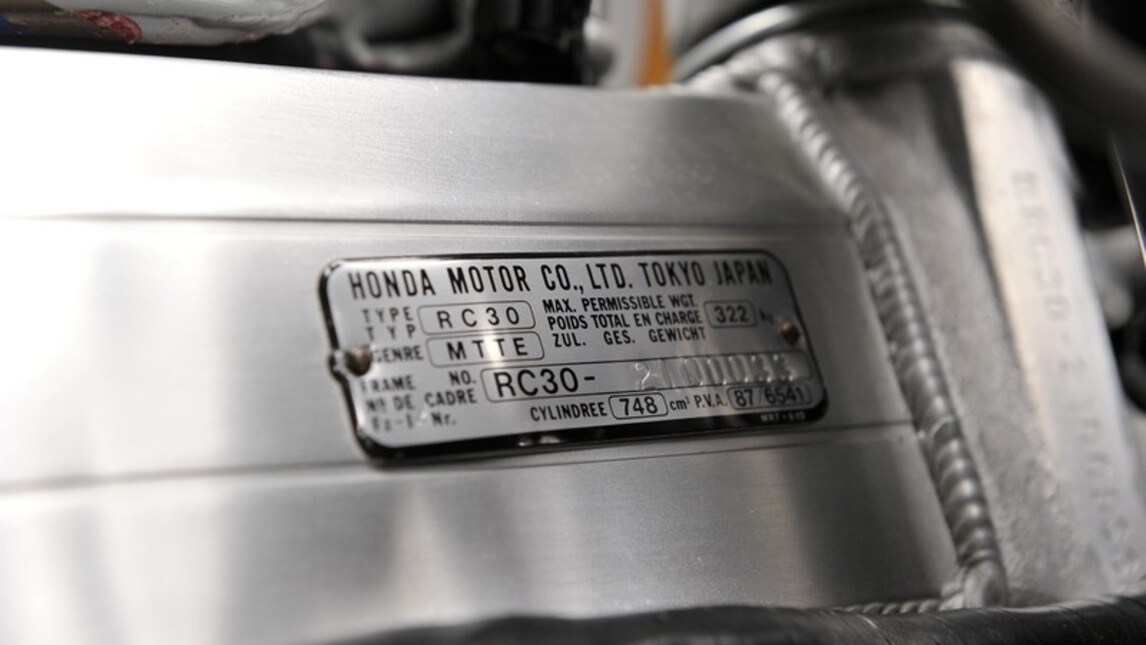 HONDA MOTOR CO., LTD. TOKYO JAPAN
TYPE
TYP
RC30
MAX. PERMISSIBLE WGT.
POIDS TOTAL EN CHARGE
ZUL. GES. GEWICHT
322
GENRE
MTTE
FRAME NO.
Nº DE CADRE
RC30-
CYLINDREE 748 cm³ P.V.A. 87/6541